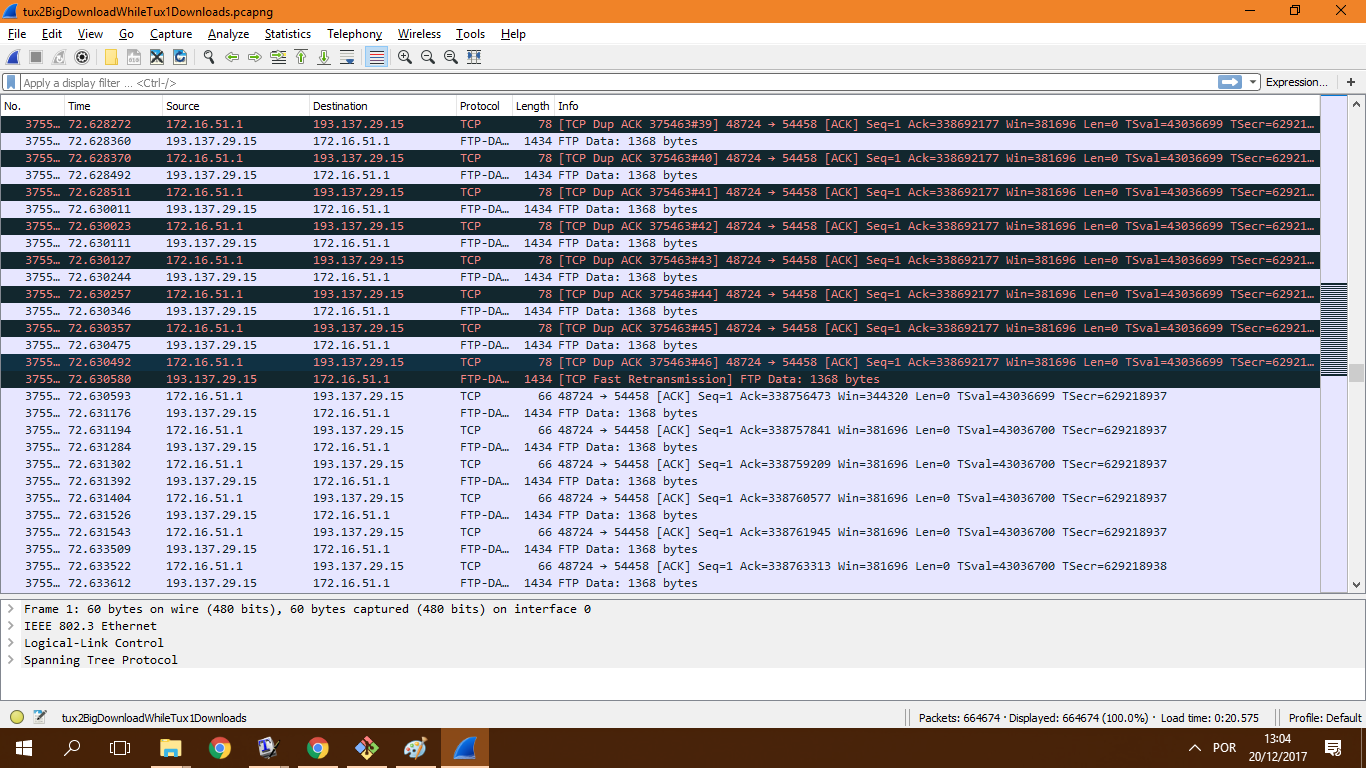 tux2BigDownloadWhileTux1Downloads.pcapng
File Edit View Go Capture Analyze Statistics Telephony Wireless Tools Help
Apply a display filter ... <Ctrl-/> Expression... +
No. Time Source Destination Protocol Length Info
3755… 72.628272 172.16.51.1 193.137.29.15 TCP 78 [TCP Dup ACK 375463#39] 48724 → 54458 [ACK] Seq=1 Ack=338692177 Win=381696 Len=0 TSval=43036699 TSecr=62921…
3755… 72.628360 193.137.29.15 172.16.51.1 FTP-DA… 1434 FTP Data: 1368 bytes
3755… 72.628370 172.16.51.1 193.137.29.15 TCP 78 [TCP Dup ACK 375463#40] 48724 → 54458 [ACK] Seq=1 Ack=338692177 Win=381696 Len=0 TSval=43036699 TSecr=62921…
3755… 72.628492 193.137.29.15 172.16.51.1 FTP-DA… 1434 FTP Data: 1368 bytes
3755… 72.628511 172.16.51.1 193.137.29.15 TCP 78 [TCP Dup ACK 375463#41] 48724 → 54458 [ACK] Seq=1 Ack=338692177 Win=381696 Len=0 TSval=43036699 TSecr=62921…
3755… 72.630011 193.137.29.15 172.16.51.1 FTP-DA… 1434 FTP Data: 1368 bytes
3755… 72.630023 172.16.51.1 193.137.29.15 TCP 78 [TCP Dup ACK 375463#42] 48724 → 54458 [ACK] Seq=1 Ack=338692177 Win=381696 Len=0 TSval=43036699 TSecr=62921…
3755… 72.630111 193.137.29.15 172.16.51.1 FTP-DA… 1434 FTP Data: 1368 bytes
3755… 72.630127 172.16.51.1 193.137.29.15 TCP 78 [TCP Dup ACK 375463#43] 48724 → 54458 [ACK] Seq=1 Ack=338692177 Win=381696 Len=0 TSval=43036699 TSecr=62921…
3755… 72.630244 193.137.29.15 172.16.51.1 FTP-DA… 1434 FTP Data: 1368 bytes
3755… 72.630257 172.16.51.1 193.137.29.15 TCP 78 [TCP Dup ACK 375463#44] 48724 → 54458 [ACK] Seq=1 Ack=338692177 Win=381696 Len=0 TSval=43036699 TSecr=62921…
3755… 72.630346 193.137.29.15 172.16.51.1 FTP-DA… 1434 FTP Data: 1368 bytes
3755… 72.630357 172.16.51.1 193.137.29.15 TCP 78 [TCP Dup ACK 375463#45] 48724 → 54458 [ACK] Seq=1 Ack=338692177 Win=381696 Len=0 TSval=43036699 TSecr=62921…
3755… 72.630475 193.137.29.15 172.16.51.1 FTP-DA… 1434 FTP Data: 1368 bytes
3755… 72.630492 172.16.51.1 193.137.29.15 TCP 78 [TCP Dup ACK 375463#46] 48724 → 54458 [ACK] Seq=1 Ack=338692177 Win=381696 Len=0 TSval=43036699 TSecr=62921…
3755… 72.630580 193.137.29.15 172.16.51.1 FTP-DA… 1434 [TCP Fast Retransmission] FTP Data: 1368 bytes
3755… 72.630593 172.16.51.1 193.137.29.15 TCP 66 48724 → 54458 [ACK] Seq=1 Ack=338756473 Win=344320 Len=0 TSval=43036699 TSecr=629218937
3755… 72.631176 193.137.29.15 172.16.51.1 FTP-DA… 1434 FTP Data: 1368 bytes
3755… 72.631194 172.16.51.1 193.137.29.15 TCP 66 48724 → 54458 [ACK] Seq=1 Ack=338757841 Win=381696 Len=0 TSval=43036700 TSecr=629218937
3755… 72.631284 193.137.29.15 172.16.51.1 FTP-DA… 1434 FTP Data: 1368 bytes
3755… 72.631302 172.16.51.1 193.137.29.15 TCP 66 48724 → 54458 [ACK] Seq=1 Ack=338759209 Win=381696 Len=0 TSval=43036700 TSecr=629218937
3755… 72.631392 193.137.29.15 172.16.51.1 FTP-DA… 1434 FTP Data: 1368 bytes
3755… 72.631404 172.16.51.1 193.137.29.15 TCP 66 48724 → 54458 [ACK] Seq=1 Ack=338760577 Win=381696 Len=0 TSval=43036700 TSecr=629218937
3755… 72.631526 193.137.29.15 172.16.51.1 FTP-DA… 1434 FTP Data: 1368 bytes
3755… 72.631543 172.16.51.1 193.137.29.15 TCP 66 48724 → 54458 [ACK] Seq=1 Ack=338761945 Win=381696 Len=0 TSval=43036700 TSecr=629218937
3755… 72.633509 193.137.29.15 172.16.51.1 FTP-DA… 1434 FTP Data: 1368 bytes
3755… 72.633522 172.16.51.1 193.137.29.15 TCP 66 48724 → 54458 [ACK] Seq=1 Ack=338763313 Win=381696 Len=0 TSval=43036700 TSecr=629218938
3755… 72.633612 193.137.29.15 172.16.51.1 FTP-DA… 1434 FTP Data: 1368 bytes
Frame 1: 60 bytes on wire (480 bits), 60 bytes captured (480 bits) on interface 0
IEEE 802.3 Ethernet
Logical-Link Control
Spanning Tree Protocol
tux2BigDownloadWhileTux1Downloads Packets: 664674 · Displayed: 664674 (100.0%) · Load time: 0:20.575 Profile: Default
POR 13:04
20/12/2017